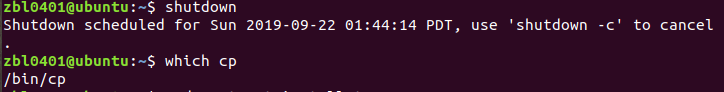 zbl0401@ubuntu:~$ shutdown
Shutdown scheduled for Sun 2019-09-22 01:44:14 PDT, use 'shutdown -c' to cancel
.
zbl0401@ubuntu:~$ which cp
/bin/cp